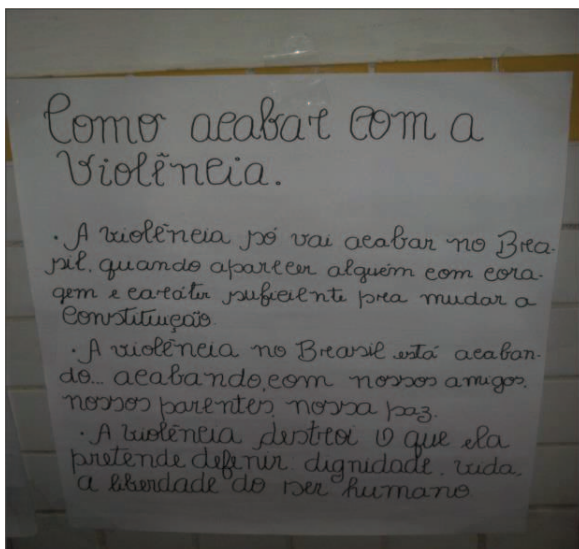 Como acabar com a
Violência.
· A violência só vai acabar no Bra-
sil, quando aparecer alguém com cora-
gem e caráter suficiente pra mudar a
Constituição.
· A violência no Brasil está acaban-
do... acabando, com nossos amigos,
nossos parentes, nossa paz.
· A violência destroi o que ela
pretende defenir dignidade, vida,
a liberdade do ser humano